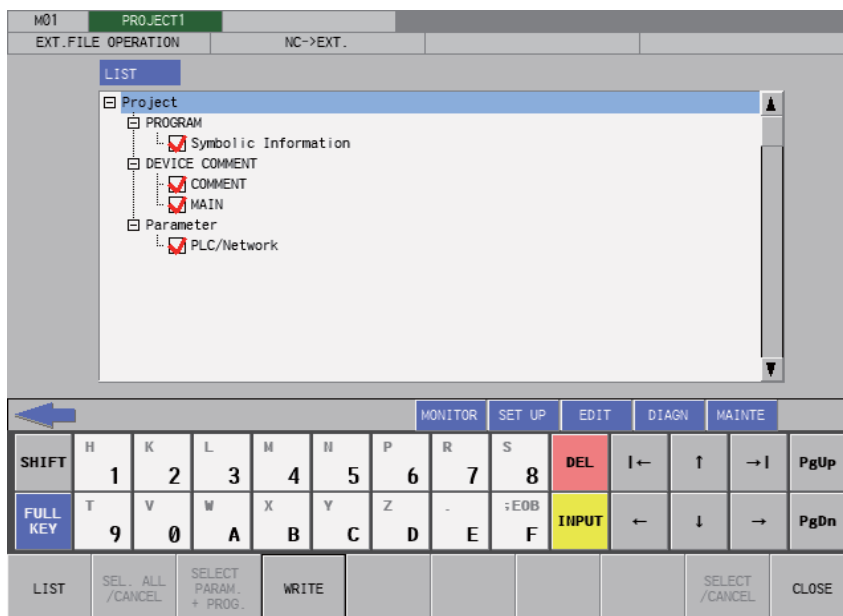 M01 PROJECT1
EXT.FILE OPERATION NC->EXT.
LIST
Project
PROGRAM
Symbolic Information
DEVICE COMMENT
COMMENT
MAIN
Parameter
PLC/Network
MONITOR SET UP EDIT DIAGN MAINTE
SHIFT H 1 K 2 L 3 M 4 N 5 P 6 R 7 S 8 DEL |← ↑ →| PgUp
FULL KEY T 9 V 0 W A X B Y C Z D . E ;EOB F INPUT ← ↓ → PgDn
LIST SEL. ALL /CANCEL SELECT PARAM. + PROG. WRITE SELECT /CANCEL CLOSE